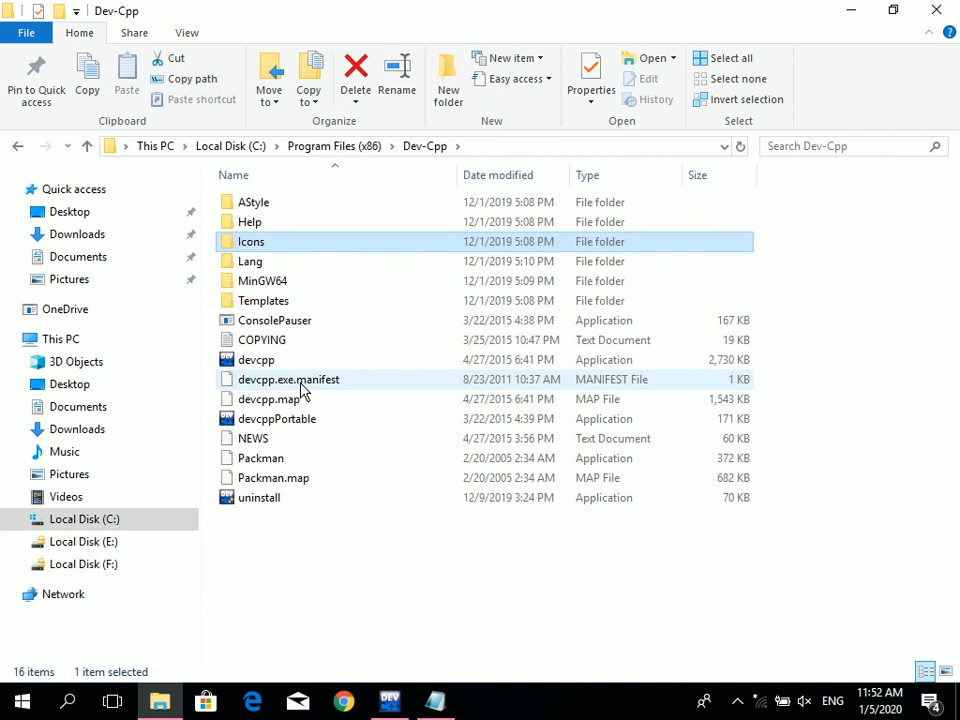 Dev-Cpp
File Home Share View
Pin to Quick access
Copy
Paste
Cut
Copy path
Paste shortcut
Clipboard
Move to
Copy to
Delete
Rename
Organize
New folder
New item
Easy access
New
Properties
Open
Edit
History
Open
Select all
Select none
Invert selection
Select
This PC Local Disk (C:) Program Files (x86) Dev-Cpp
Search Dev-Cpp
Name Date modified Type Size
Quick access
Desktop
Downloads
Documents
Pictures
OneDrive
This PC
3D Objects
Desktop
Documents
Downloads
Music
Pictures
Videos
Local Disk (C:)
Local Disk (E:)
Local Disk (F:)
Network
AStyle 12/1/2019 5:08 PM File folder
Help 12/1/2019 5:08 PM File folder
Icons 12/1/2019 5:08 PM File folder
Lang 12/1/2019 5:10 PM File folder
MinGW64 12/1/2019 5:09 PM File folder
Templates 12/1/2019 5:08 PM File folder
ConsolePauser 3/22/2015 4:38 PM Application 167 KB
COPYING 3/25/2015 10:47 PM Text Document 19 KB
devcpp 4/27/2015 6:41 PM Application 2,730 KB
devcpp.exe.manifest 8/23/2011 10:37 AM MANIFEST File 1 KB
devcpp.map 4/27/2015 6:41 PM MAP File 1,543 KB
devcppPortable 3/22/2015 4:39 PM Application 171 KB
NEWS 4/27/2015 3:56 PM Text Document 60 KB
Packman 2/20/2005 2:34 AM Application 372 KB
Packman.map 2/20/2005 2:34 AM MAP File 682 KB
uninstall 12/9/2019 3:24 PM Application 70 KB
16 items 1 item selected
DEV
ENG
11:52 AM
1/5/2020
4